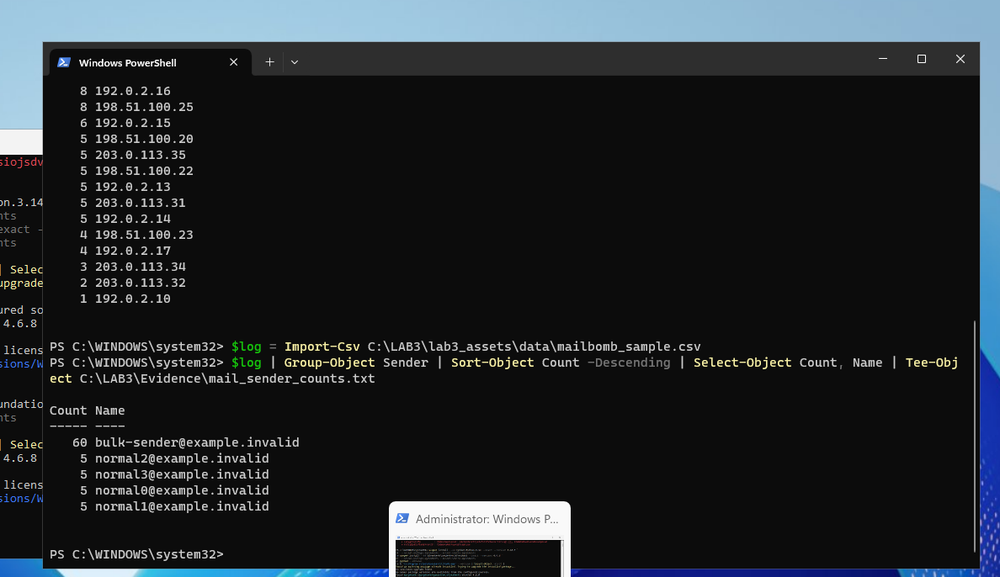 Windows PowerShell
8 192.0.2.16
8 198.51.100.25
6 192.0.2.15
5 198.51.100.20
5 203.0.113.35
5 198.51.100.22
5 192.0.2.13
5 203.0.113.31
5 192.0.2.14
4 198.51.100.23
4 192.0.2.17
3 203.0.113.34
2 203.0.113.32
1 192.0.2.10
PS C:\WINDOWS\system32> $log = Import-Csv C:\LAB3\lab3_assets\data\mailbomb_sample.csv
PS C:\WINDOWS\system32> $log | Group-Object Sender | Sort-Object Count -Descending | Select-Object Count, Name | Tee-Obj
ect C:\LAB3\Evidence\mail_sender_counts.txt
Count Name
----- ----
60 bulk-sender@example.invalid
5 normal2@example.invalid
5 normal3@example.invalid
5 normal0@example.invalid
5 normal1@example.invalid
PS C:\WINDOWS\system32>
siojsdv
on.3.14
nts
exact -
nts
| Selec
upgrade
ured so
4.6.8
licens
sions/W
undatio
nts
| Selec
4.6.8
licens
sions/W
Administrator: Windows P...